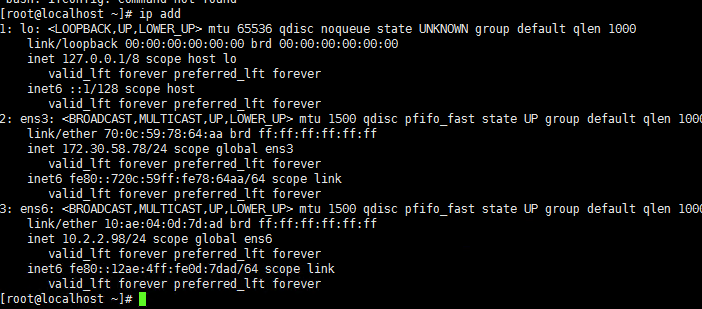 -bash: ifconfig: command not found
[root@localhost ~]# ip add
1: lo: <LOOPBACK,UP,LOWER_UP> mtu 65536 qdisc noqueue state UNKNOWN group default qlen 1000
link/loopback 00:00:00:00:00:00 brd 00:00:00:00:00:00
inet 127.0.0.1/8 scope host lo
valid_lft forever preferred_lft forever
inet6 ::1/128 scope host
valid_lft forever preferred_lft forever
2: ens3: <BROADCAST,MULTICAST,UP,LOWER_UP> mtu 1500 qdisc pfifo_fast state UP group default qlen 1000
link/ether 70:0c:59:78:64:aa brd ff:ff:ff:ff:ff:ff
inet 172.30.58.78/24 scope global ens3
valid_lft forever preferred_lft forever
inet6 fe80::720c:59ff:fe78:64aa/64 scope link
valid_lft forever preferred_lft forever
3: ens6: <BROADCAST,MULTICAST,UP,LOWER_UP> mtu 1500 qdisc pfifo_fast state UP group default qlen 1000
link/ether 10:ae:04:0d:7d:ad brd ff:ff:ff:ff:ff:ff
inet 10.2.2.98/24 scope global ens6
valid_lft forever preferred_lft forever
inet6 fe80::12ae:4ff:fe0d:7dad/64 scope link
valid_lft forever preferred_lft forever
[root@localhost ~]#